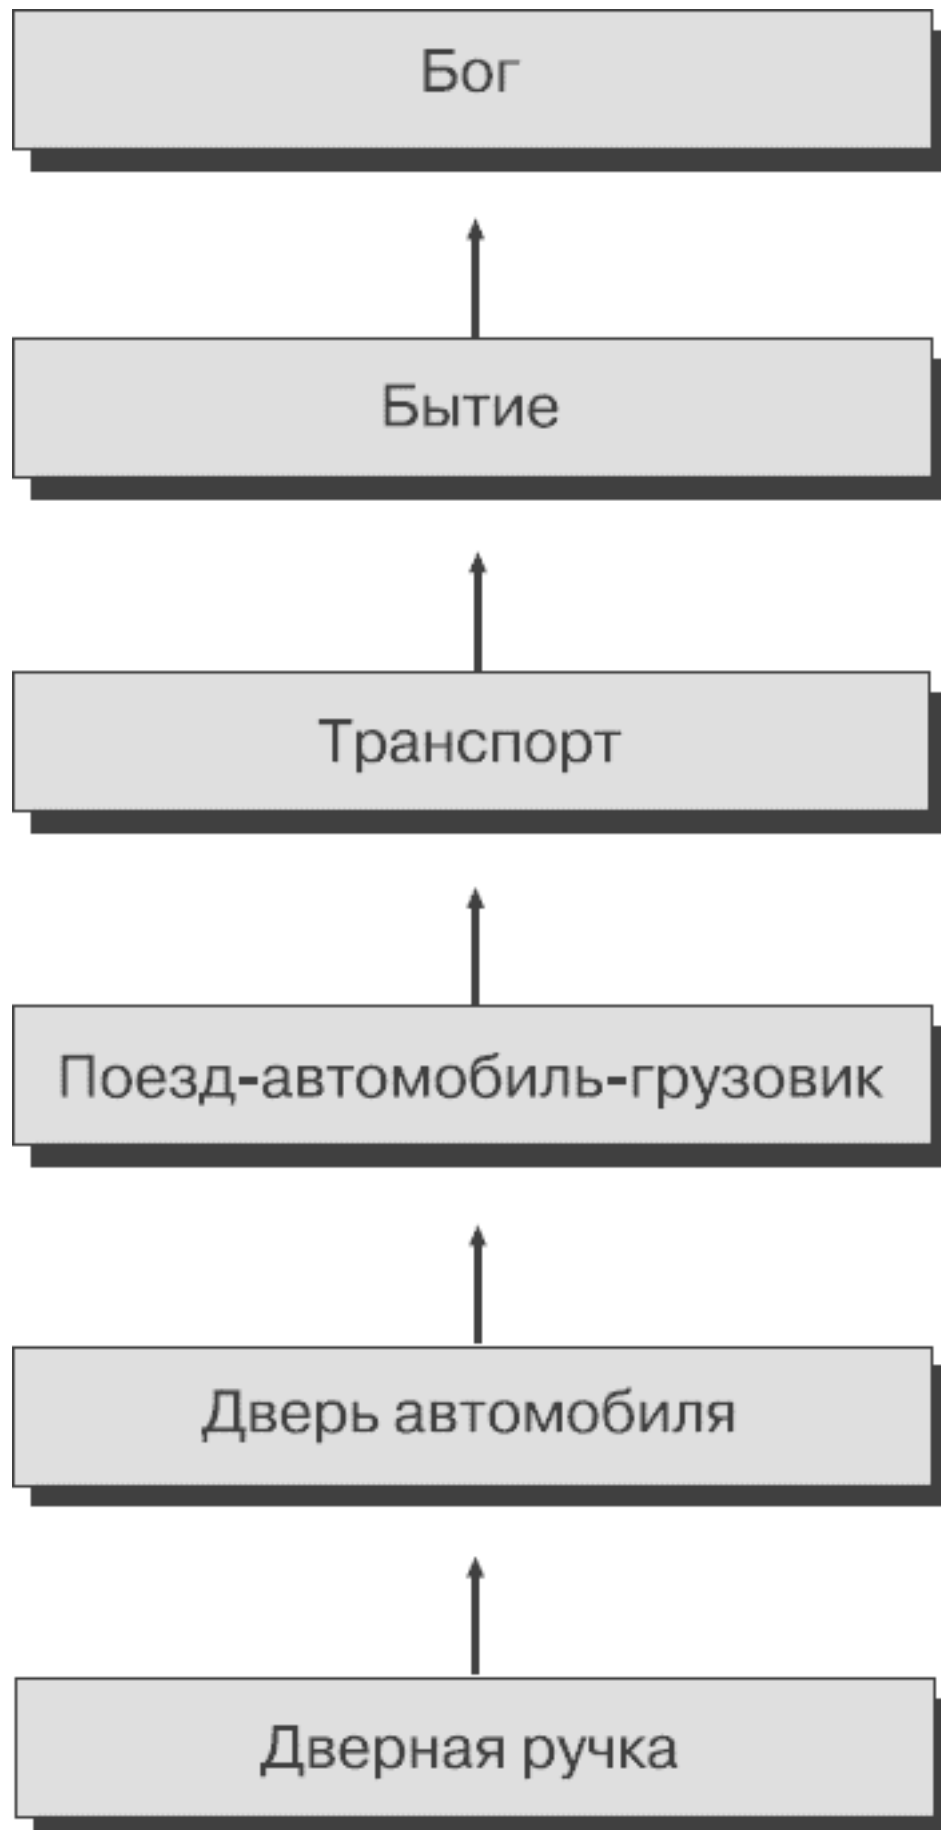 Бог
Бытие
Транспорт
Поезд-автомобиль-грузовик
Дверь автомобиля
Дверная ручка